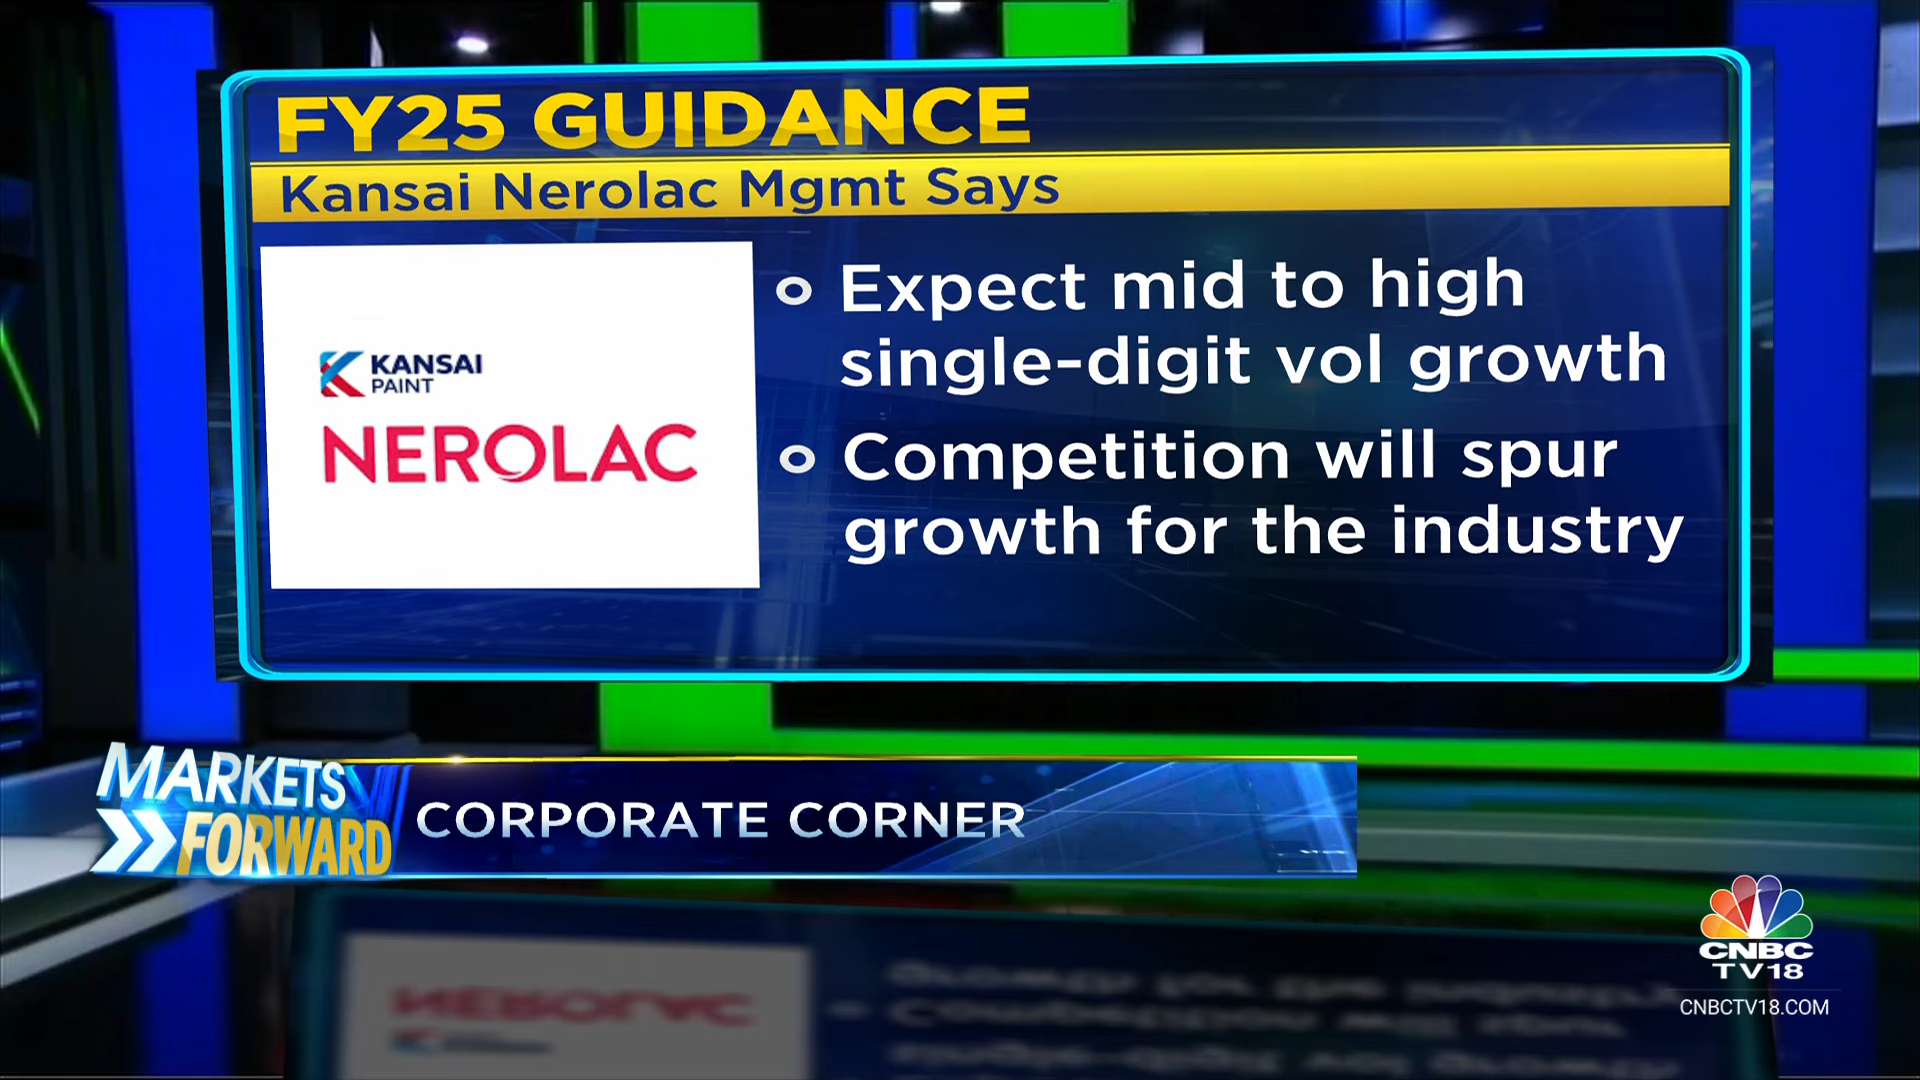 FY25 GUIDANCE
Kansai Nerolac Mgmt Says
KANSAI
PAINT
NEROLAC
o Expect mid to high
single-digit vol growth
o Competition will spur
growth for the industry
MARKETS
FORWARD
CORPORATE CORNER
CNBC
TV18
CNBCTV18.COM